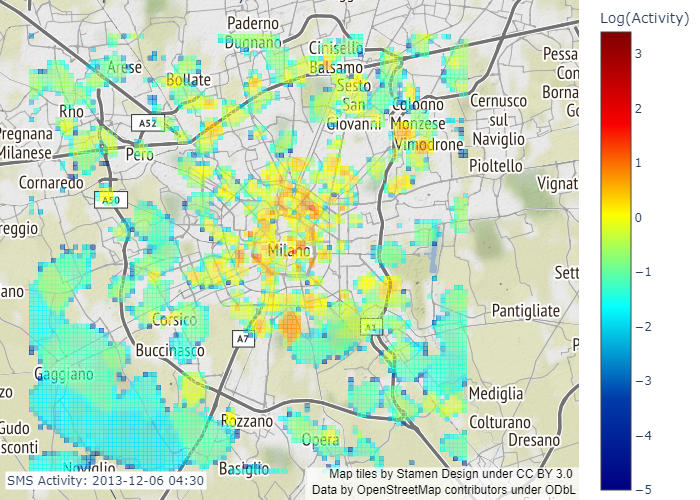 Log(Activity)
Paderno
Dugnano
Cinisello
Balsamo
Arese
Bollate
Sesto
San
Giovanni
Cologno
Monzese
Pessa
Con
Borna
Go
Rho
A52
Cernusco
sul
Naviglio
Pregnana
Milanese
Pero
Vimodrone
Pioltello
Cornaredo
A50
Vignat
reggio
Milano
Sett
ano
Pantigliate
Corsico
A1
A7
P
Buccinasco
Gaggiano
zo
Mediglia
Gudo
sconti
Rozzano
Colturano
Dresano
Opera
Noviglio
Basiglio
SMS Activity: 2013-12-06 04:30
Map tiles by Stamen Design under CC BY 3.0
Data by OpenStreetMap contributors under ODbL
3
2
1
0
−1
−2
−3
−4
−5